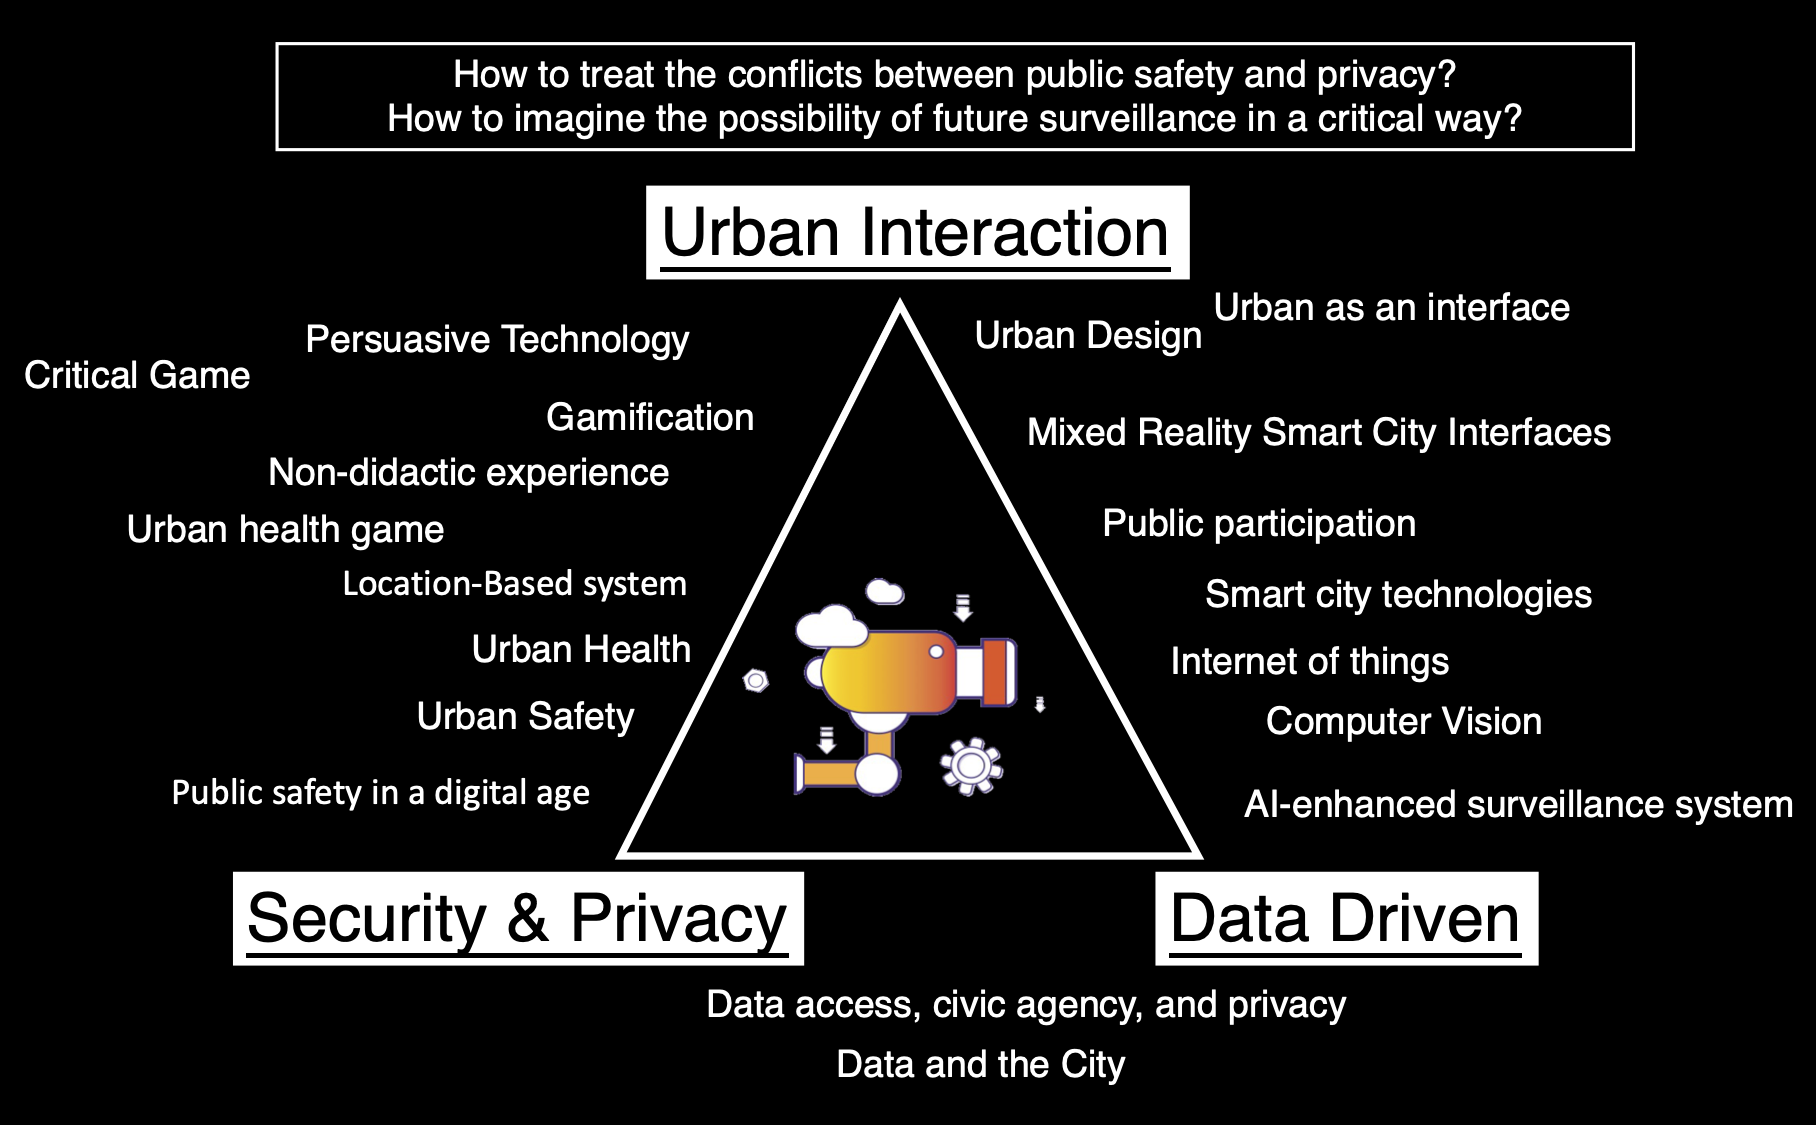 How to treat the conflicts between public safety and privacy?
How to imagine the possibility of future surveillance in a critical way?
Urban Interaction
Persuasive Technology
Critical Game
Gamification
Non-didactic experience
Urban health game
Location-Based system
Urban Health
Urban Safety
Public safety in a digital age
Urban as an interface
Urban Design
Mixed Reality Smart City Interfaces
Public participation
Smart city technologies
Internet of things
Computer Vision
AI-enhanced surveillance system
Security & Privacy
Data Driven
Data access, civic agency, and privacy
Data and the City